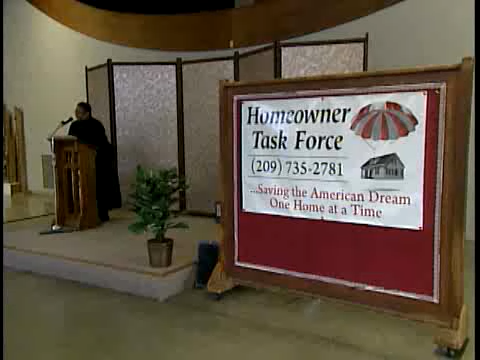 Homeowner
Task Force
(209) 735-2781
...Saving the American Dream
One Home at a Time